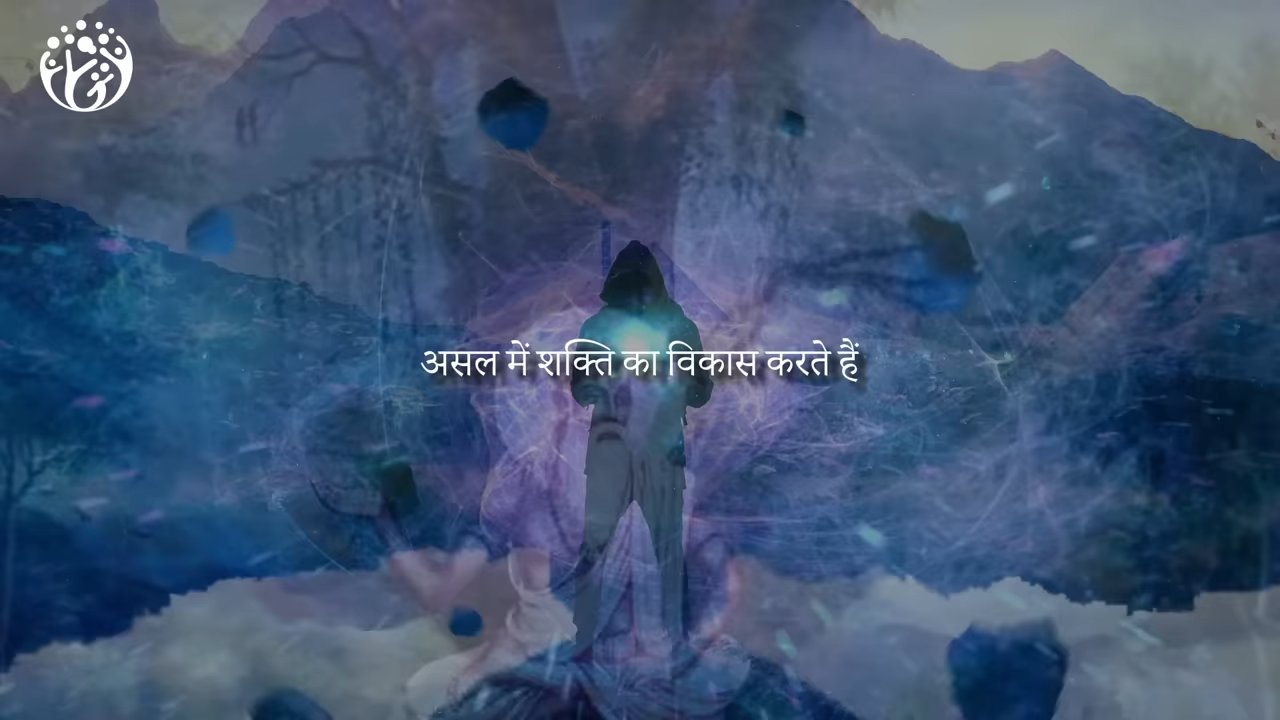 असल में शक्ति का विकास करते हैं